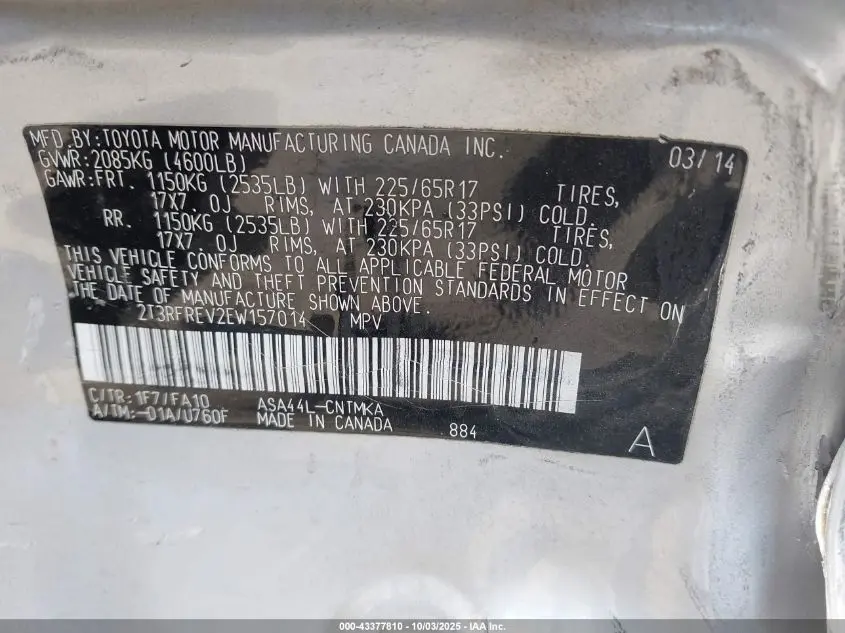 MFD.BY:TOYOTA MOTOR MANUFACTURING CANADA INC. 03/14
GVWR:2085KG (4600LB)
GAWR:FRT. 1150KG (2535LB) WITH 225/65R17 TIRES,
17X7.0J RIMS, AT 230KPA (33PSI) COLD.
RR. 1150KG (2535LB) WITH 225/65R17 TIRES,
17X7.0J RIMS, AT 230KPA (33PSI) COLD.
THIS VEHICLE CONFORMS TO ALL APPLICABLE FEDERAL MOTOR
VEHICLE SAFETY AND THEFT PREVENTION STANDARDS IN EFFECT ON
THE DATE OF MANUFACTURE SHOWN ABOVE.
2T3RFREV2EW157014 MPV
C/TR:1F7/FA10 ASA44L-CNTMKA
A/TM:-01A/U760F MADE IN CANADA 884 A
000-43377810 - 10/03/2025 - IAA Inc.